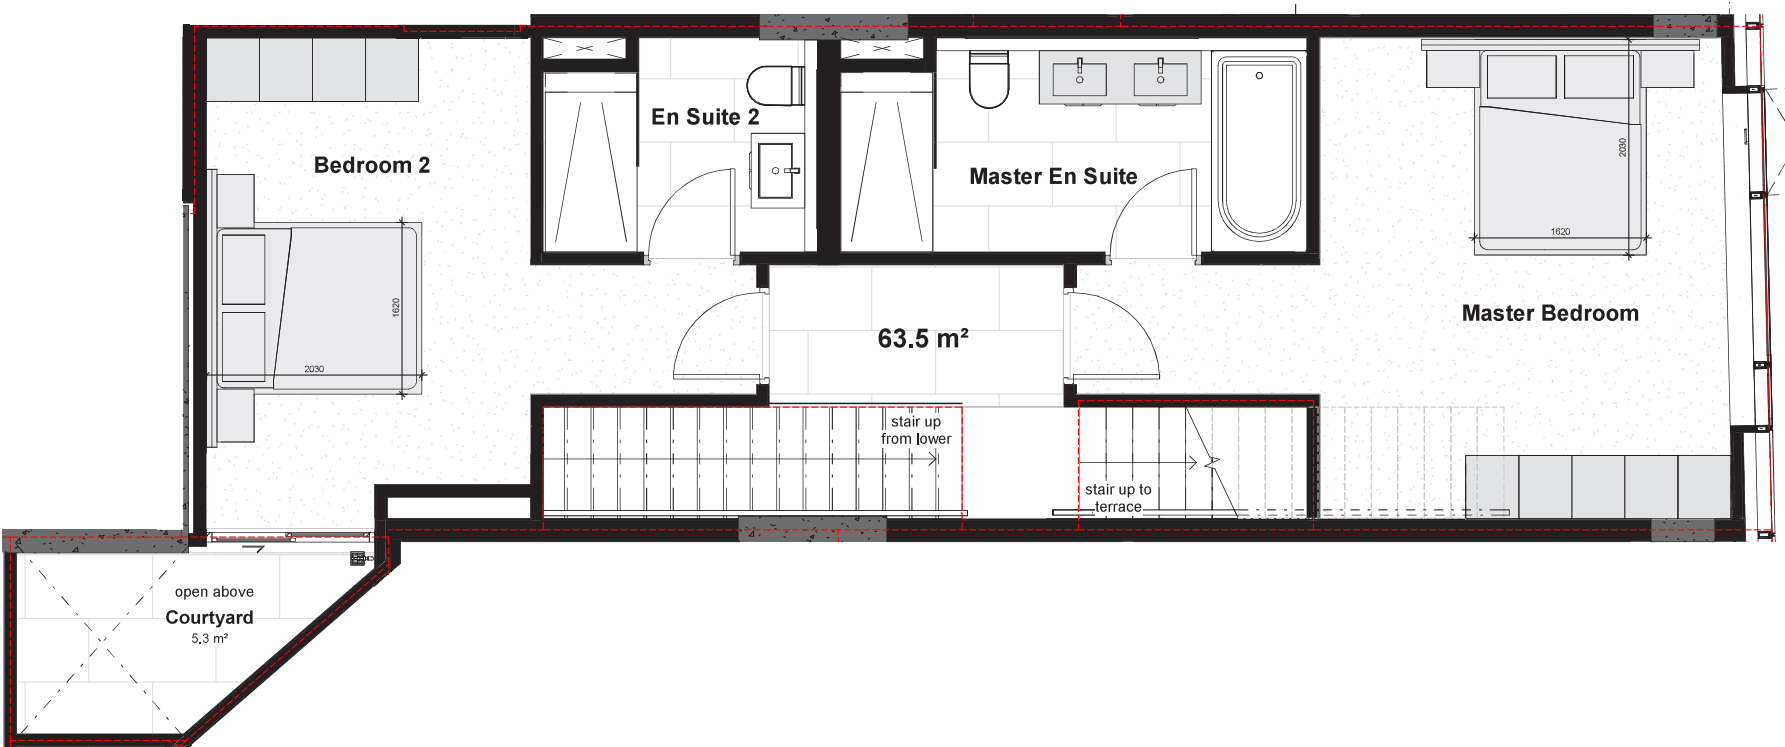 En Suite 2
Bedroom 2
Master En Suite
2030
1620
Master Bedroom
1620
2030
63.5 m²
stair up
from lower
stair up to
terrace
open above
Courtyard
5.3 m²